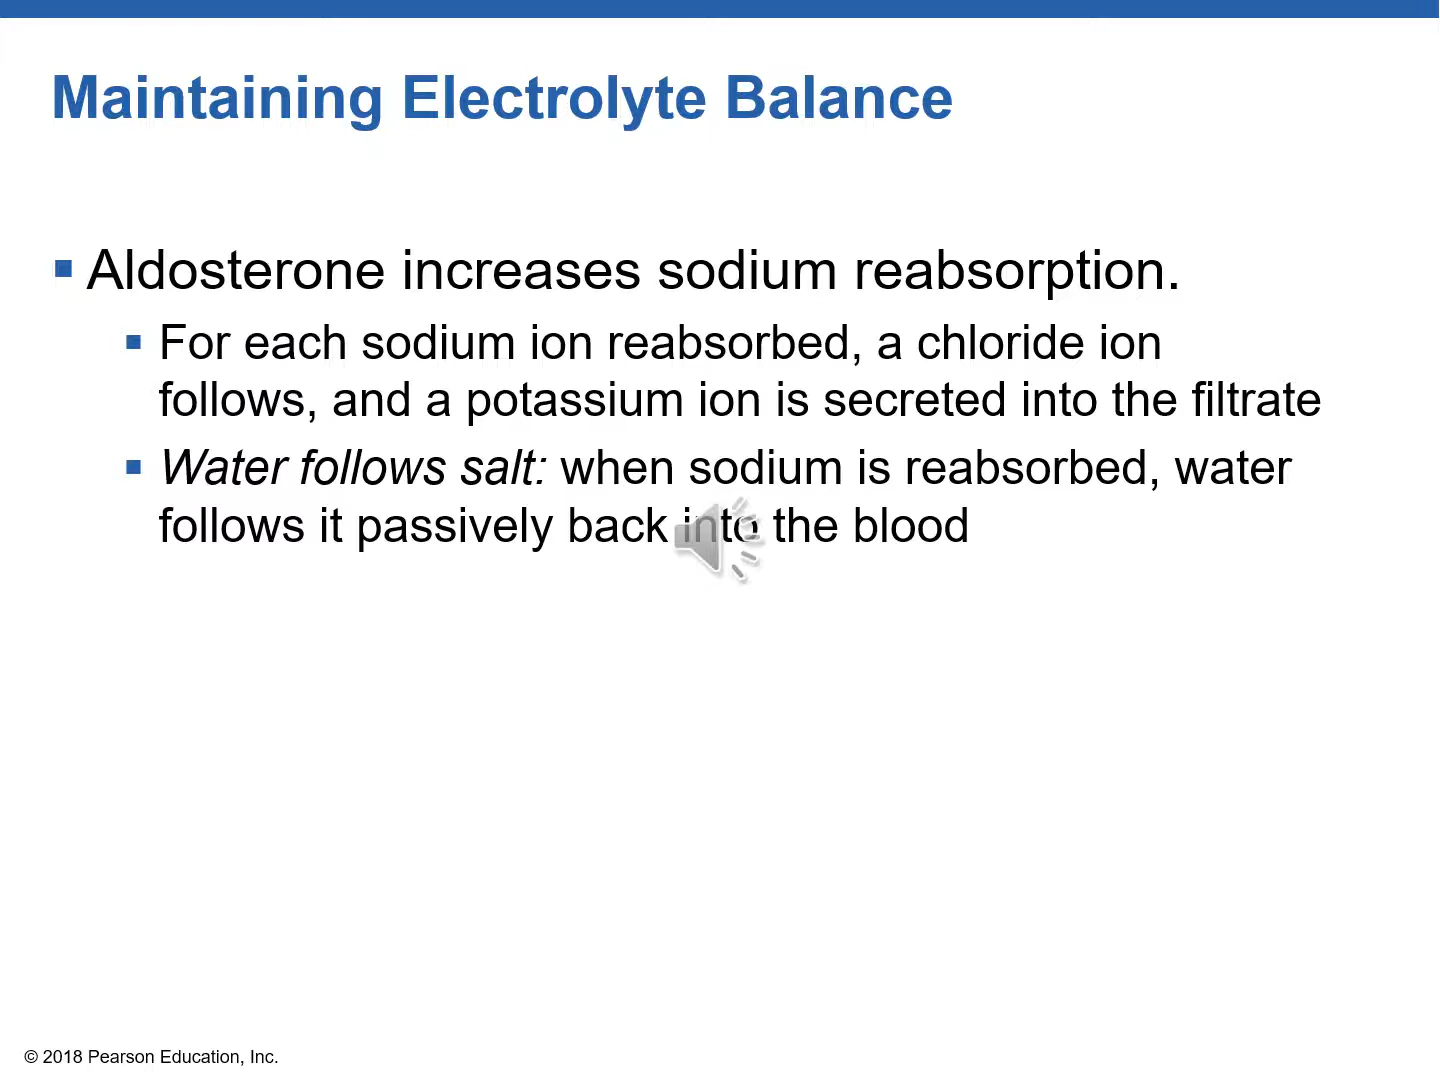 Maintaining Electrolyte Balance
Aldosterone increases sodium reabsorption.
For each sodium ion reabsorbed, a chloride ion
follows, and a potassium ion is secreted into the filtrate
Water follows salt: when sodium is reabsorbed, water
follows it passively back into the blood
© 2018 Pearson Education, Inc.